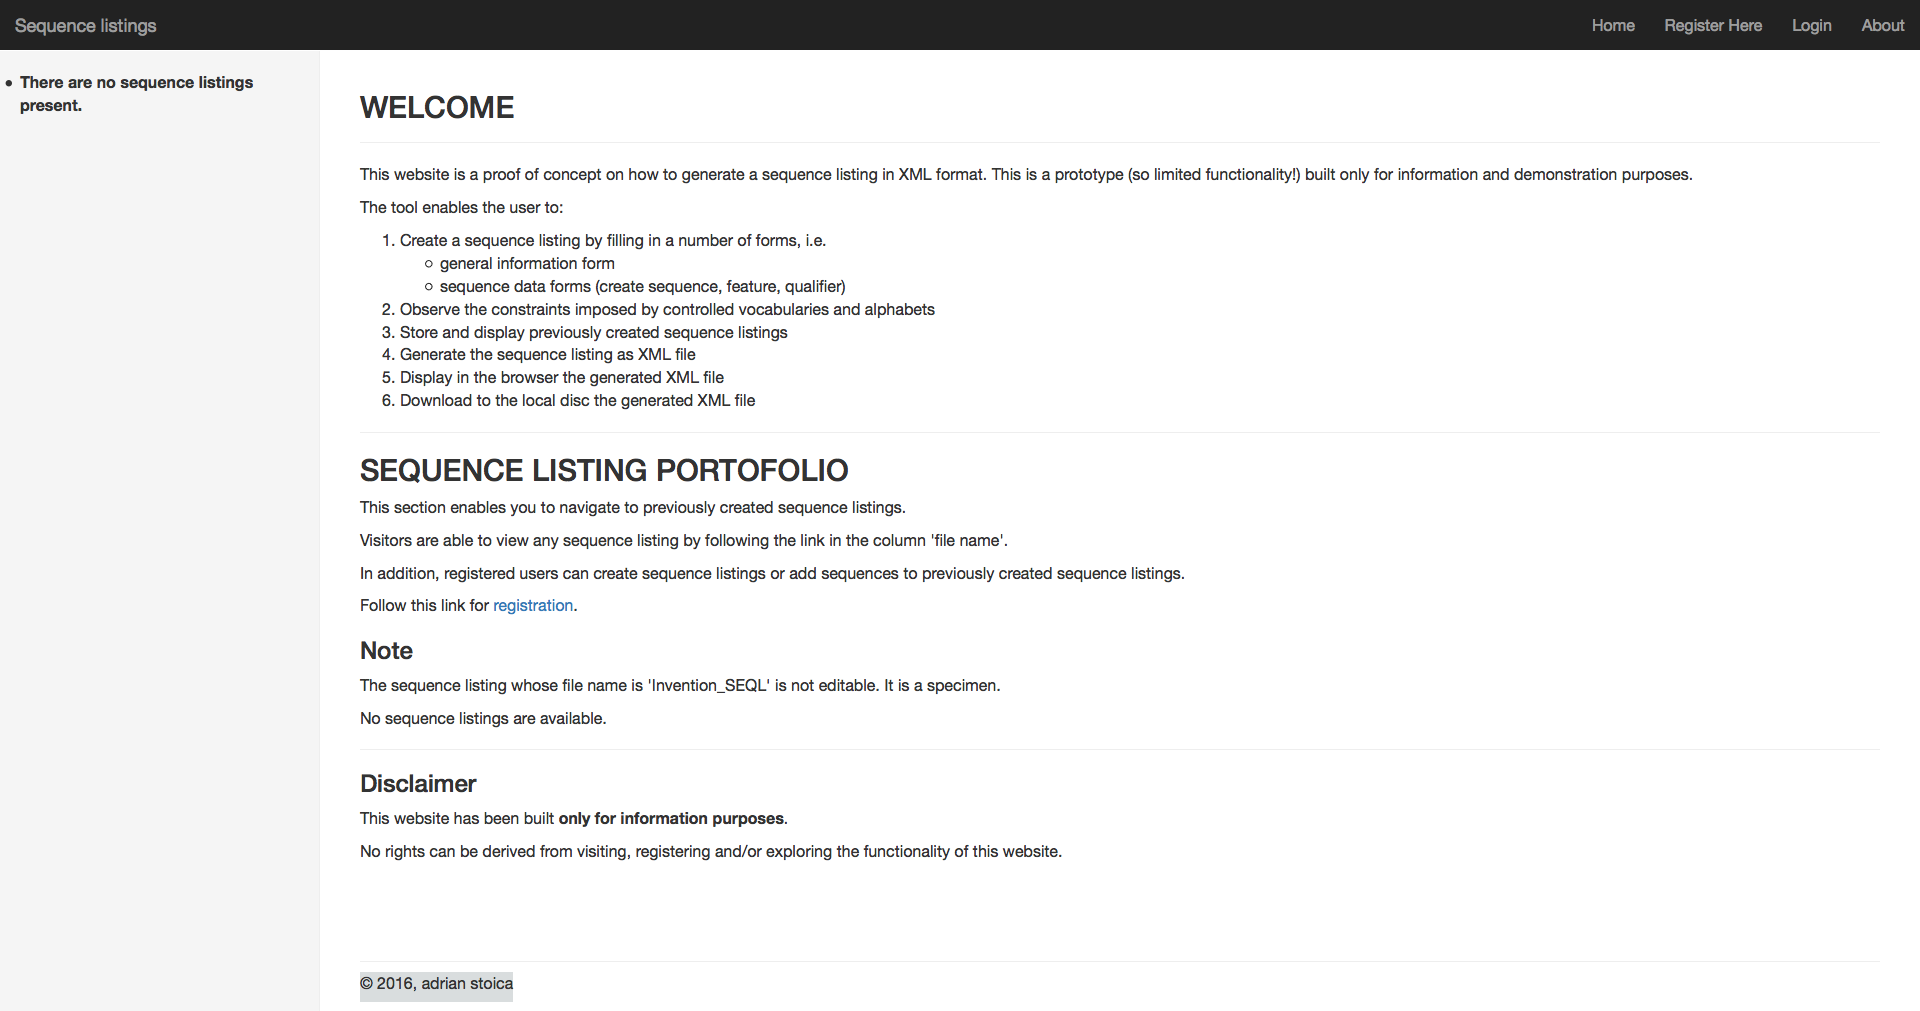 Sequence listings
Home Register Here Login About
• There are no sequence listings
present.
WELCOME
This website is a proof of concept on how to generate a sequence listing in XML format. This is a prototype (so limited functionality!) built only for information and demonstration purposes.
The tool enables the user to:
1. Create a sequence listing by filling in a number of forms, i.e.
○ general information form
○ sequence data forms (create sequence, feature, qualifier)
2. Observe the constraints imposed by controlled vocabularies and alphabets
3. Store and display previously created sequence listings
4. Generate the sequence listing as XML file
5. Display in the browser the generated XML file
6. Download to the local disc the generated XML file
SEQUENCE LISTING PORTOFOLIO
This section enables you to navigate to previously created sequence listings.
Visitors are able to view any sequence listing by following the link in the column 'file name'.
In addition, registered users can create sequence listings or add sequences to previously created sequence listings.
Follow this link for registration.
Note
The sequence listing whose file name is 'Invention_SEQL' is not editable. It is a specimen.
No sequence listings are available.
Disclaimer
This website has been built only for information purposes.
No rights can be derived from visiting, registering and/or exploring the functionality of this website.
© 2016, adrian stoica